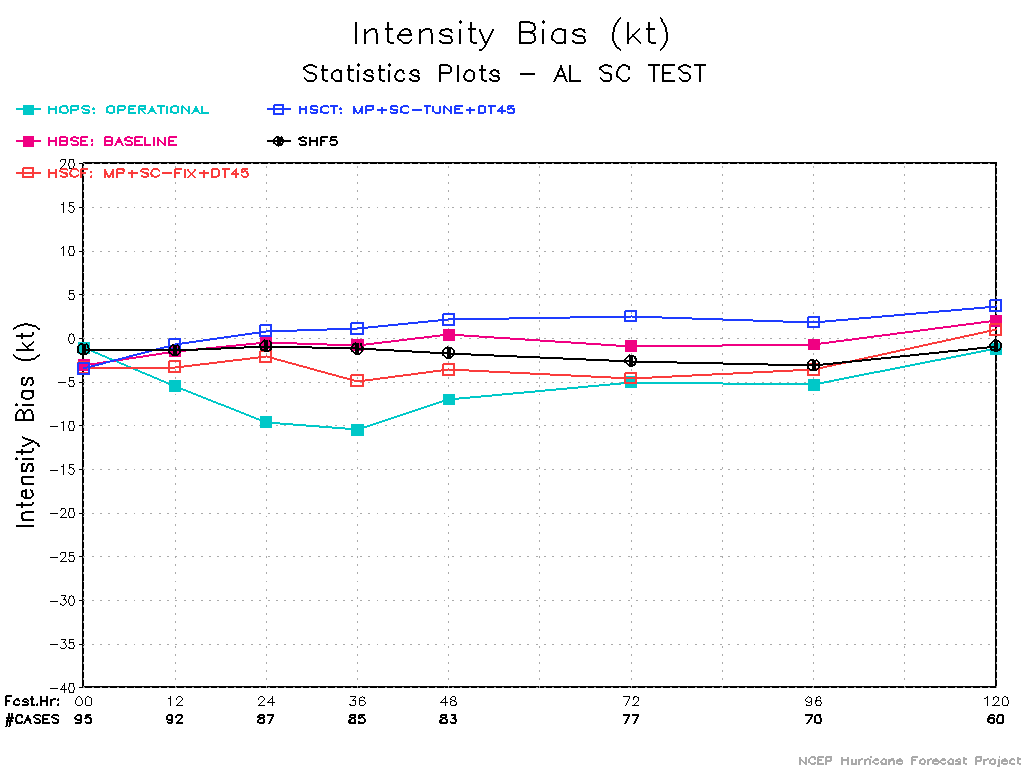 Intensity Bias (kt)
Statistics Plots - AL SC TEST
HOPS: OPERATIONAL
HSCT: MP+SC-TUNE+DT45
HBSE: BASELINE
SHF5
HSCF: MP+SC-FIX+DT45
20
15
10
5
0
-5
-10
-15
-20
-25
-30
-35
-40
Intensity Bias (kt)
Fcst.Hr: 00 12 24 36 48 72 96 120
#CASES 95 92 87 85 83 77 70 60
NCEP Hurricane Forecast Project